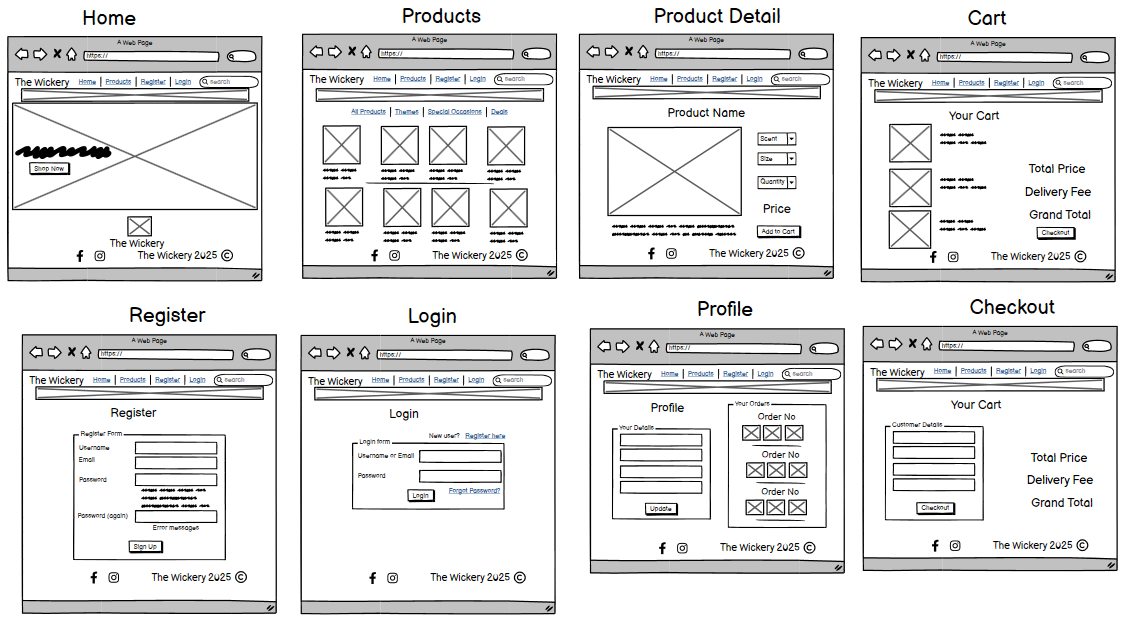 Home
A Web Page
https://
The Wickery Home Products Register Login search
Shop Now
The Wickery
The Wickery 2025 ©
Products
A Web Page
https://
The Wickery Home Products Register Login search
All Products Themes Special Occasions Deals
The Wickery 2025 ©
Product Detail
A Web Page
https://
The Wickery Home Products Register Login search
Product Name
Scent
Size
Quantity
Price
Add to Cart
The Wickery 2025 ©
Cart
A Web Page
https://
The Wickery Home Products Register Login search
Your Cart
Total Price
Delivery Fee
Grand Total
Checkout
The Wickery 2025 ©
Register
A Web Page
https://
The Wickery Home Products Register Login search
Register
Register Form
Username
Email
Password
Password (again)
Error messages
Sign Up
The Wickery 2025 ©
Login
A Web Page
https://
The Wickery Home Products Register Login search
Login
New user? Register here
Login form
Username or Email
Password
Login Forgot Password?
The Wickery 2025 ©
Profile
A Web Page
https://
The Wickery Home Products Register Login search
Profile
Your Details
Update
Your Orders
Order No
Order No
Order No
The Wickery 2025 ©
Checkout
A Web Page
https://
The Wickery Home Products Register Login search
Your Cart
Customer Details
Checkout
Total Price
Delivery Fee
Grand Total
The Wickery 2025 ©